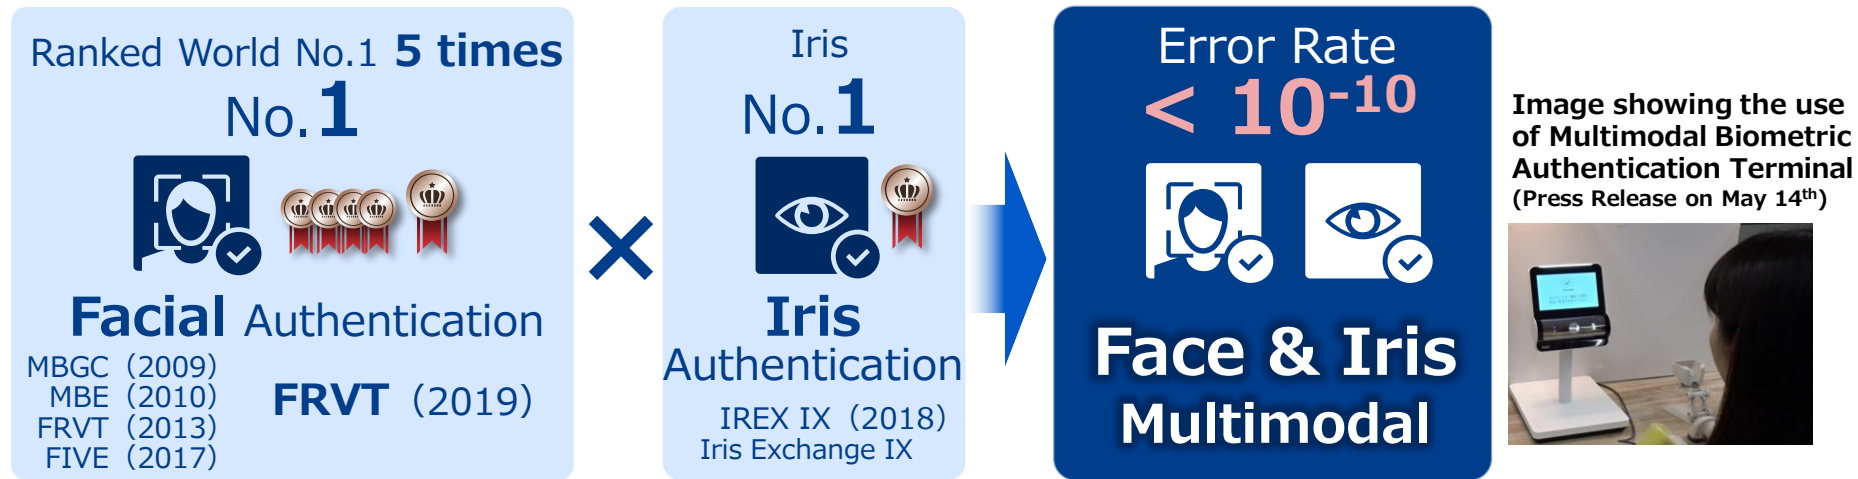 Ranked World No.1 5 times
No.1
Facial Authentication
MBGC（2009）
MBE（2010）
FRVT（2013）
FIVE（2017）
FRVT（2019）
×
Iris
No.1
Iris
Authentication
IREX IX（2018）
Iris Exchange IX
Error Rate
< 10⁻¹⁰
Face & Iris
Multimodal
Image showing the use
of Multimodal Biometric
Authentication Terminal
(Press Release on May 14th)